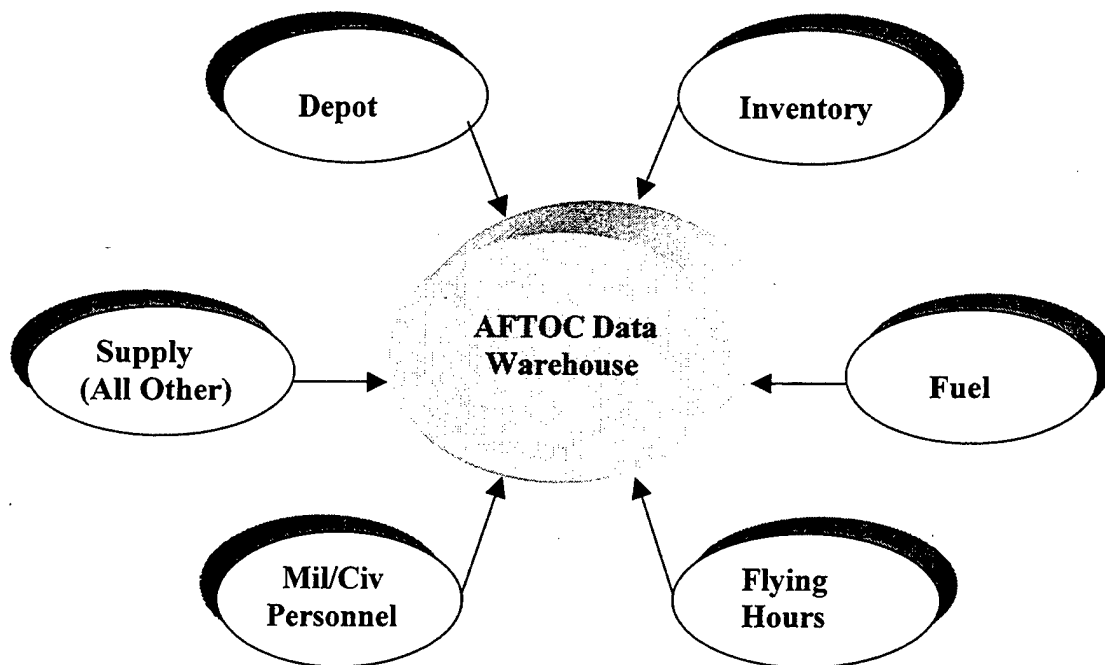 Depot
Inventory
AFTOC Data
Warehouse
Supply
(All Other)
Fuel
Mil/Civ
Personnel
Flying
Hours